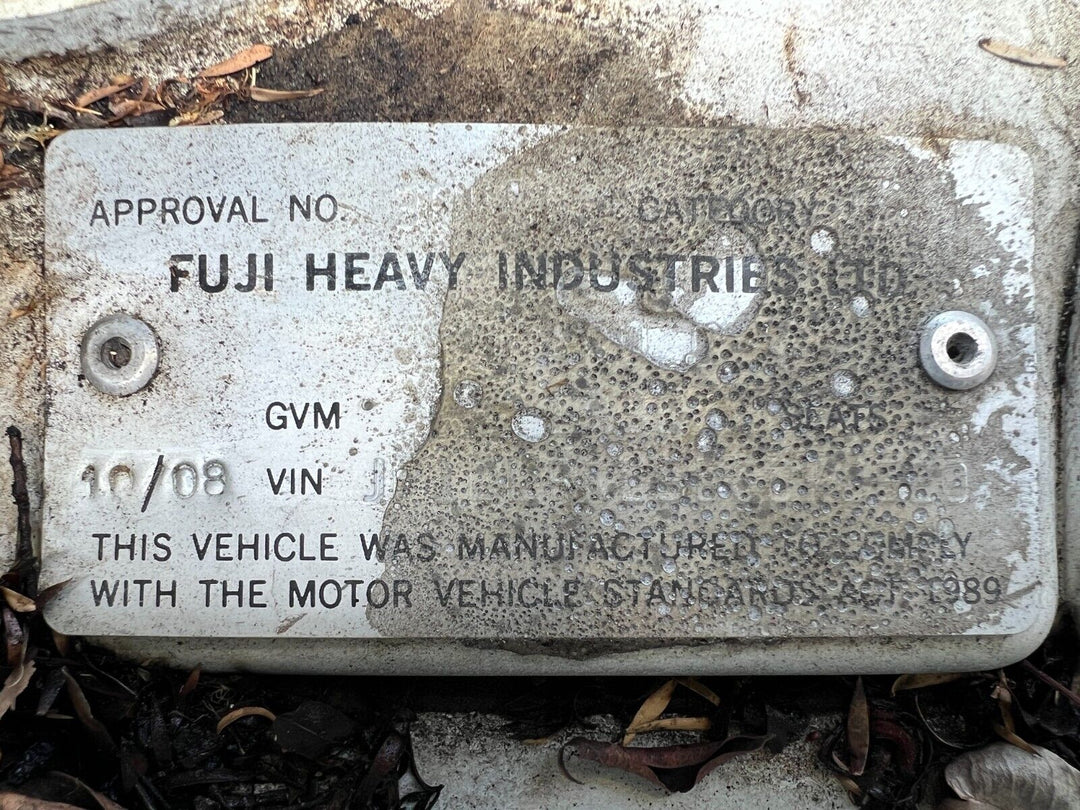 APPROVAL NO. CATEGORY
FUJI HEAVY INDUSTRIES LTD.
GVM SEATS
10/08 VIN
THIS VEHICLE WAS MANUFACTURED TO COMPLY
WITH THE MOTOR VEHICLE STANDARDS ACT 1989